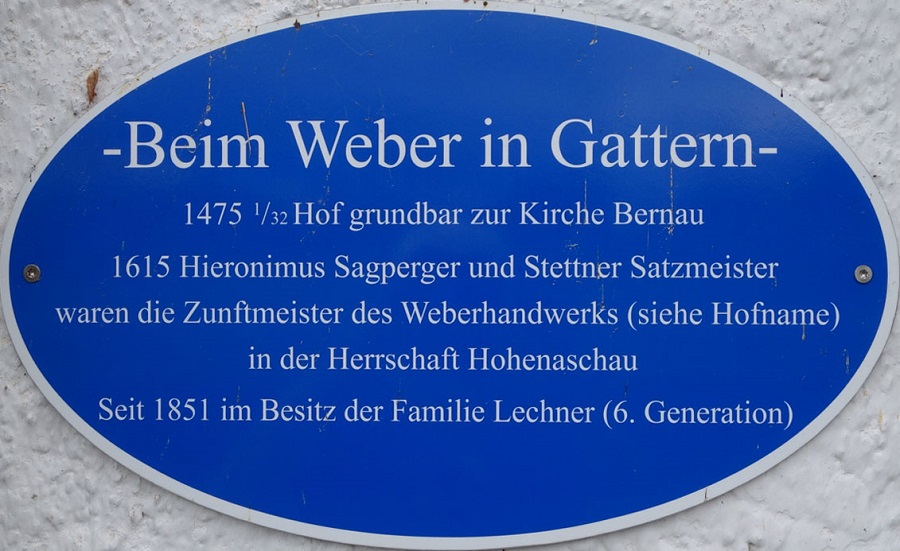 -Beim Weber in Gattern-
1475 1/32 Hof grundbar zur Kirche Bernau
1615 Hieronimus Sagperger und Stettner Satzmeister
waren die Zunftmeister des Weberhandwerks (siehe Hofname)
in der Herrschaft Hohenaschau
Seit 1851 im Besitz der Familie Lechner (6. Generation)